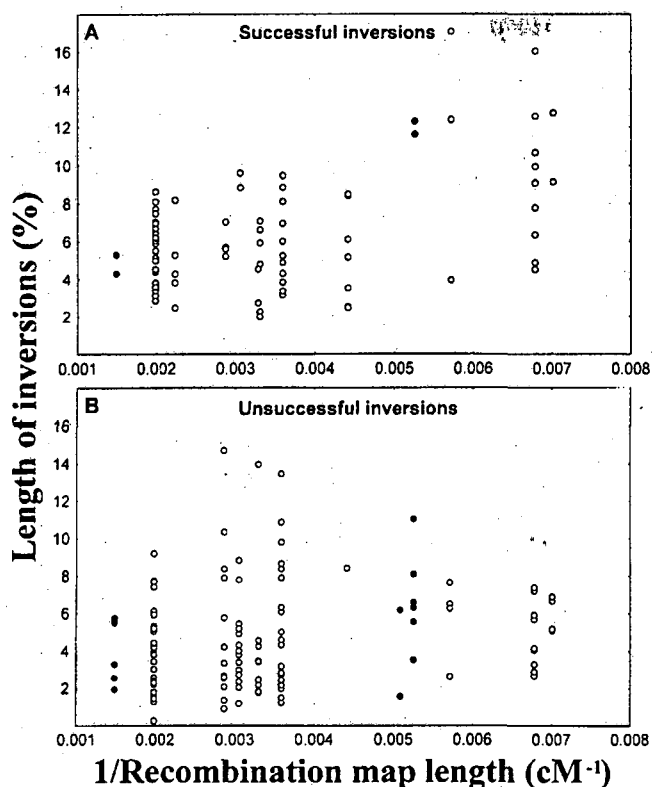 A Successful inversions
16
14
12
10
8
6
4
2
0.001 0.002 0.003 0.004 0.005 0.006 0.007 0.008
B Unsuccessful inversions
16
14
12
10
8
6
4
2
0.001 0.002 0.003 0.004 0.005 0.006 0.007 0.008
Length of inversions (%)
1/Recombination map length (cM⁻¹)